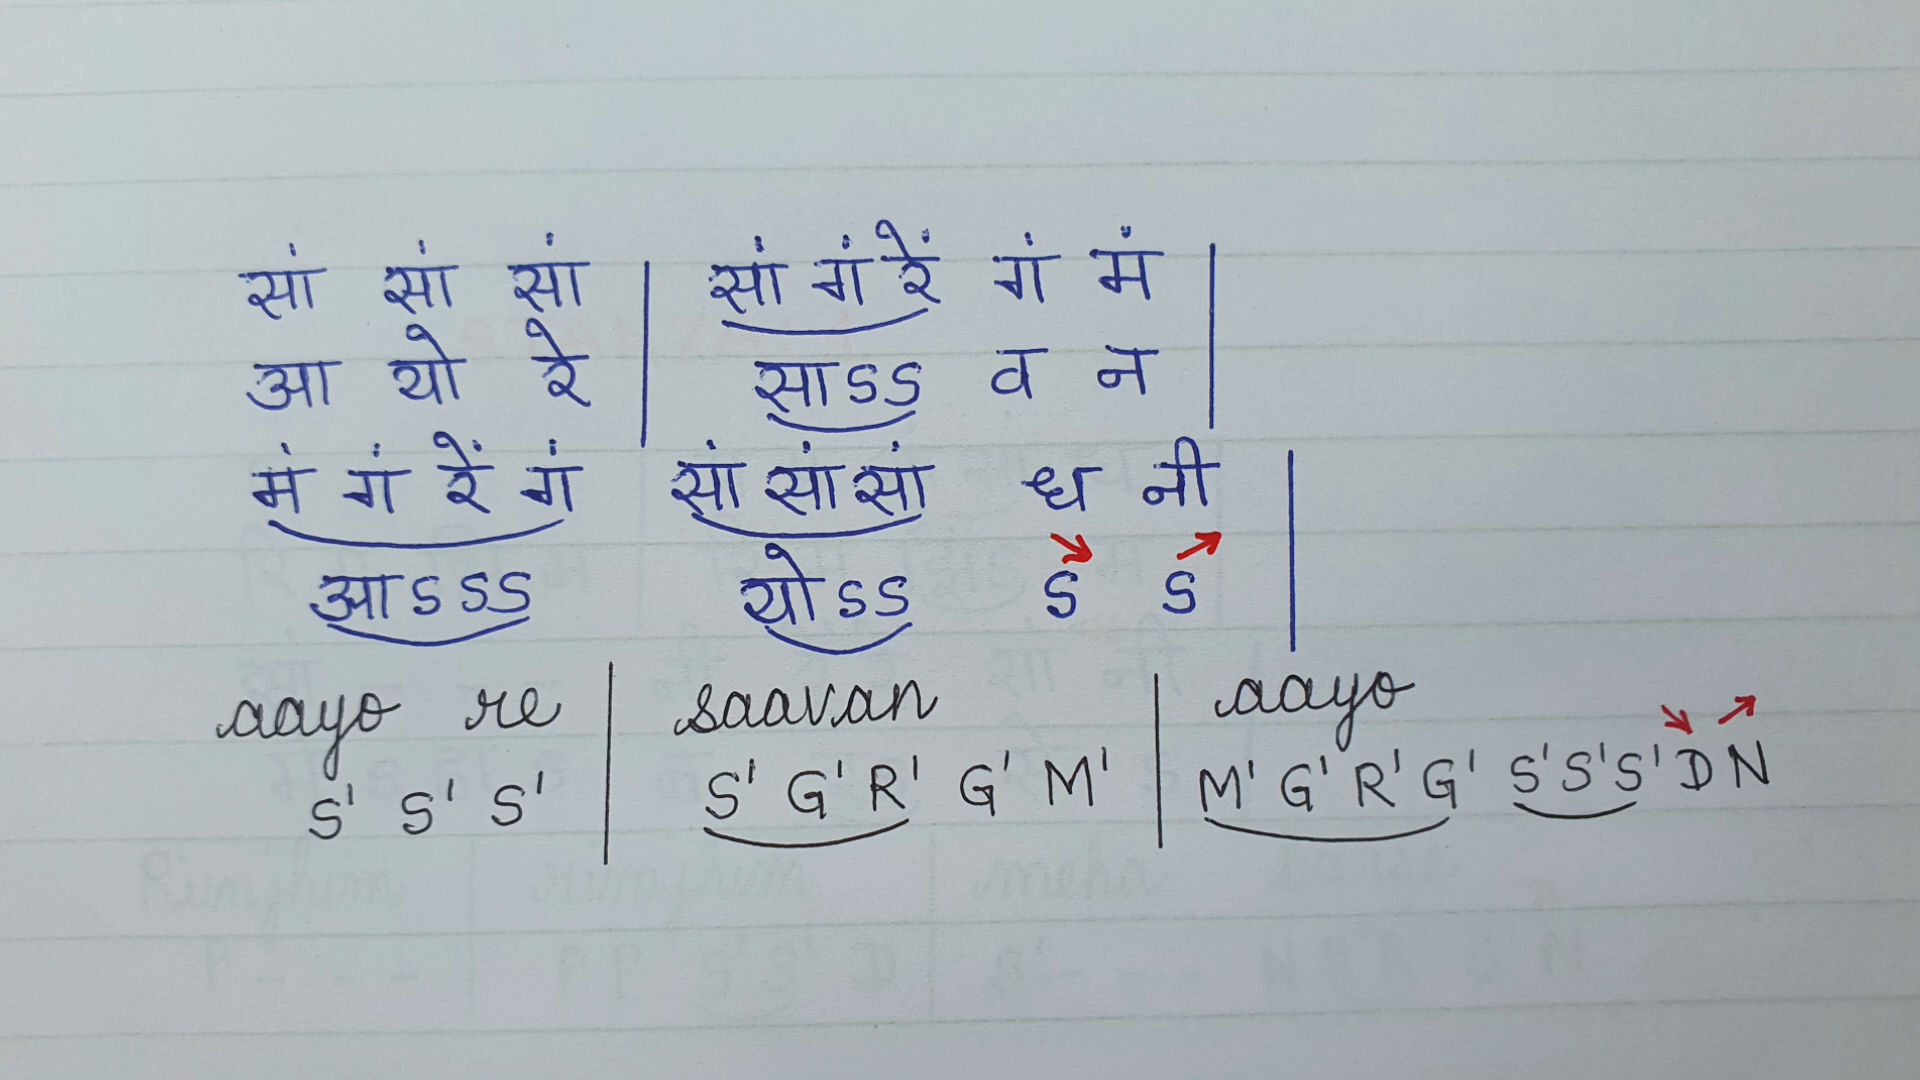 सां सां सां | सां गं रें गं मं |
आ यो रे | साऽऽ व न |
मं गं रें गं सां सां सां ध नी |
आऽऽऽ योऽऽ ऽ ऽ |
aayo re | saavan | aayo
S' S' S' | S' G' R' G' M' | M' G' R' G' S' S' S' D N